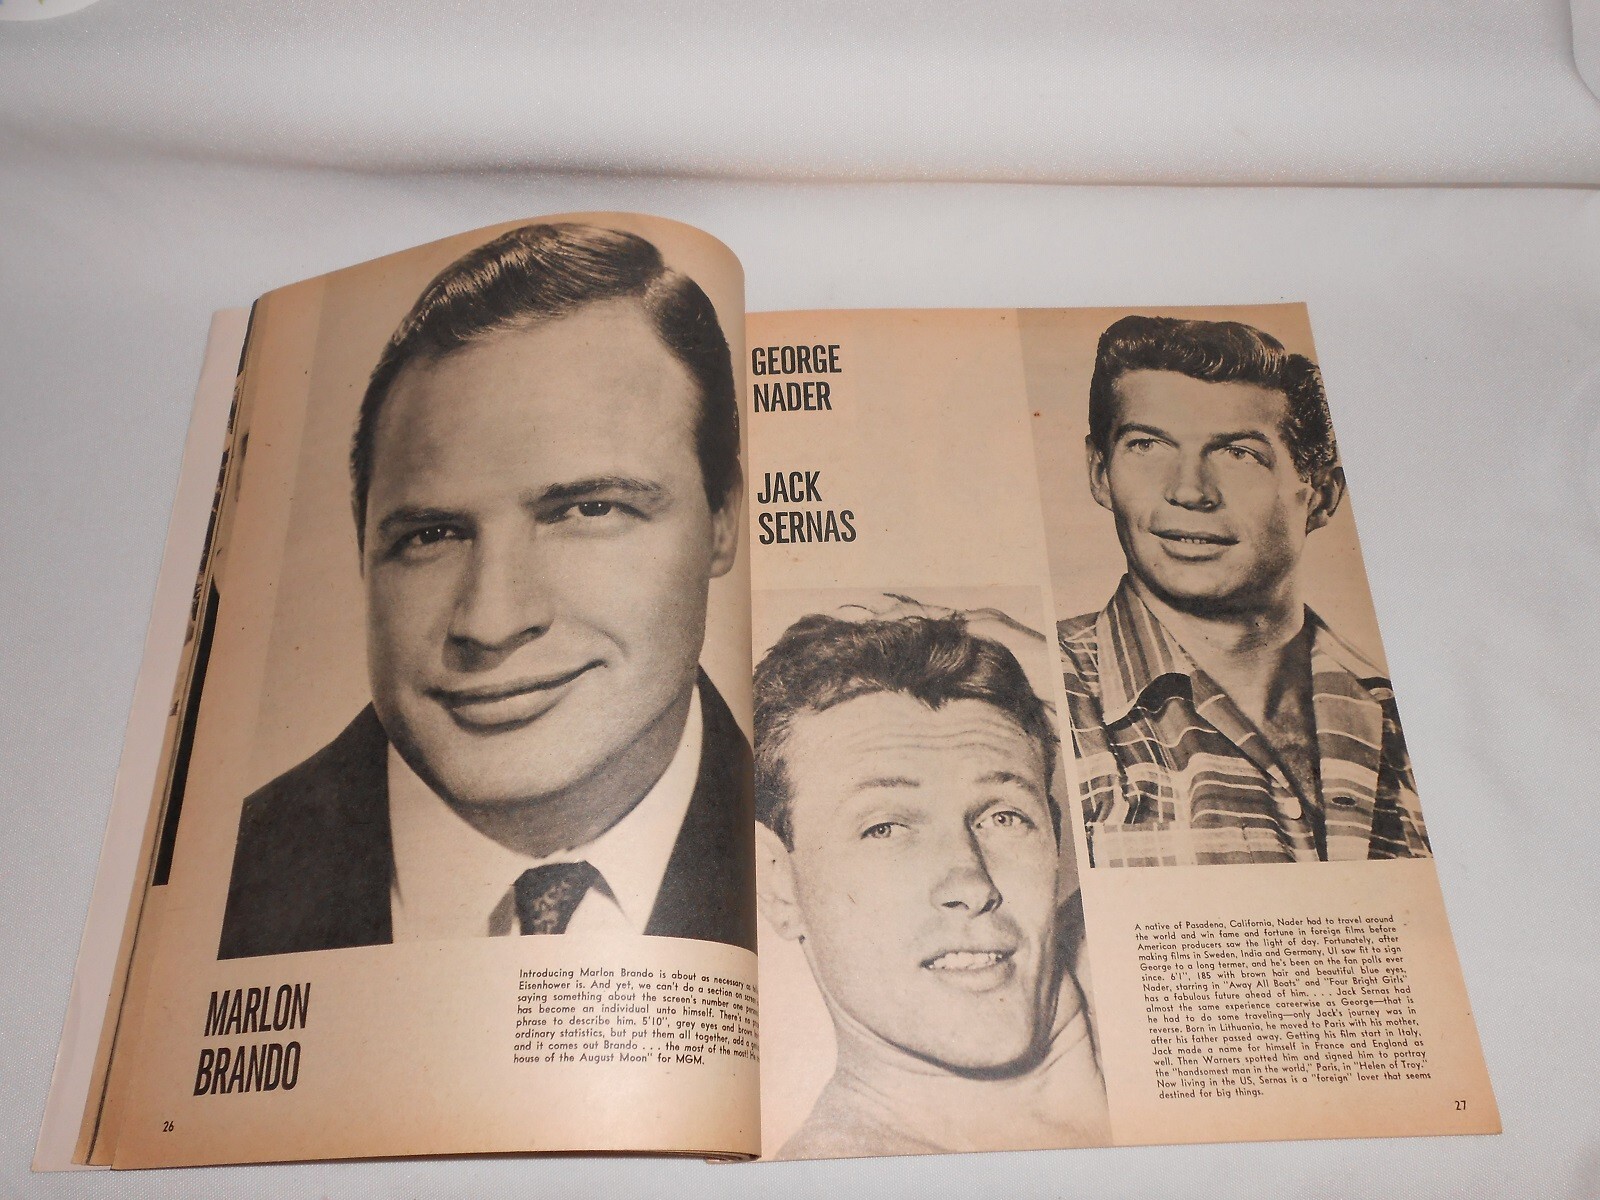 MARLON
BRANDO
Introducing Marlon Brando is about as necessary as
Eisenhower is. And yet, we can't do a section on screen
saying something about the screen's number one
has become an individual unto himself. There's no
phrase to describe him. 5'10", grey eyes and brown
ordinary statistics, but put them all together, add a
and it comes out Brando . . . the most of the most!
house of the August Moon" for MGM.
26
GEORGE
NADER
JACK
SERNAS
A native of Pasadena, California, Nader had to travel around
the world and win fame and fortune in foreign films before
American producers saw the light of day. Fortunately, after
making films in Sweden, India and Germany, UI saw fit to sign
George to a long termer, and he's been on the fan polls ever
since. 6'1", 185 with brown hair and beautiful blue eyes,
Nader, starring in "Away All Boats" and "Four Bright Girls"
has a fabulous future ahead of him. . . . Jack Sernas had
almost the same experience careerwise as George—that is
he had to do some traveling—only Jack's journey was in
reverse. Born in Lithuania, he moved to Paris with his mother,
after his father passed away. Getting his film start in Italy,
Jack made a name for himself in France and England as
well. Then Warners spotted him and signed him to portray
the "handsomest man in the world," Paris, in "Helen of Troy."
Now living in the US, Sernas is a "foreign" lover that seems
destined for big things.
27